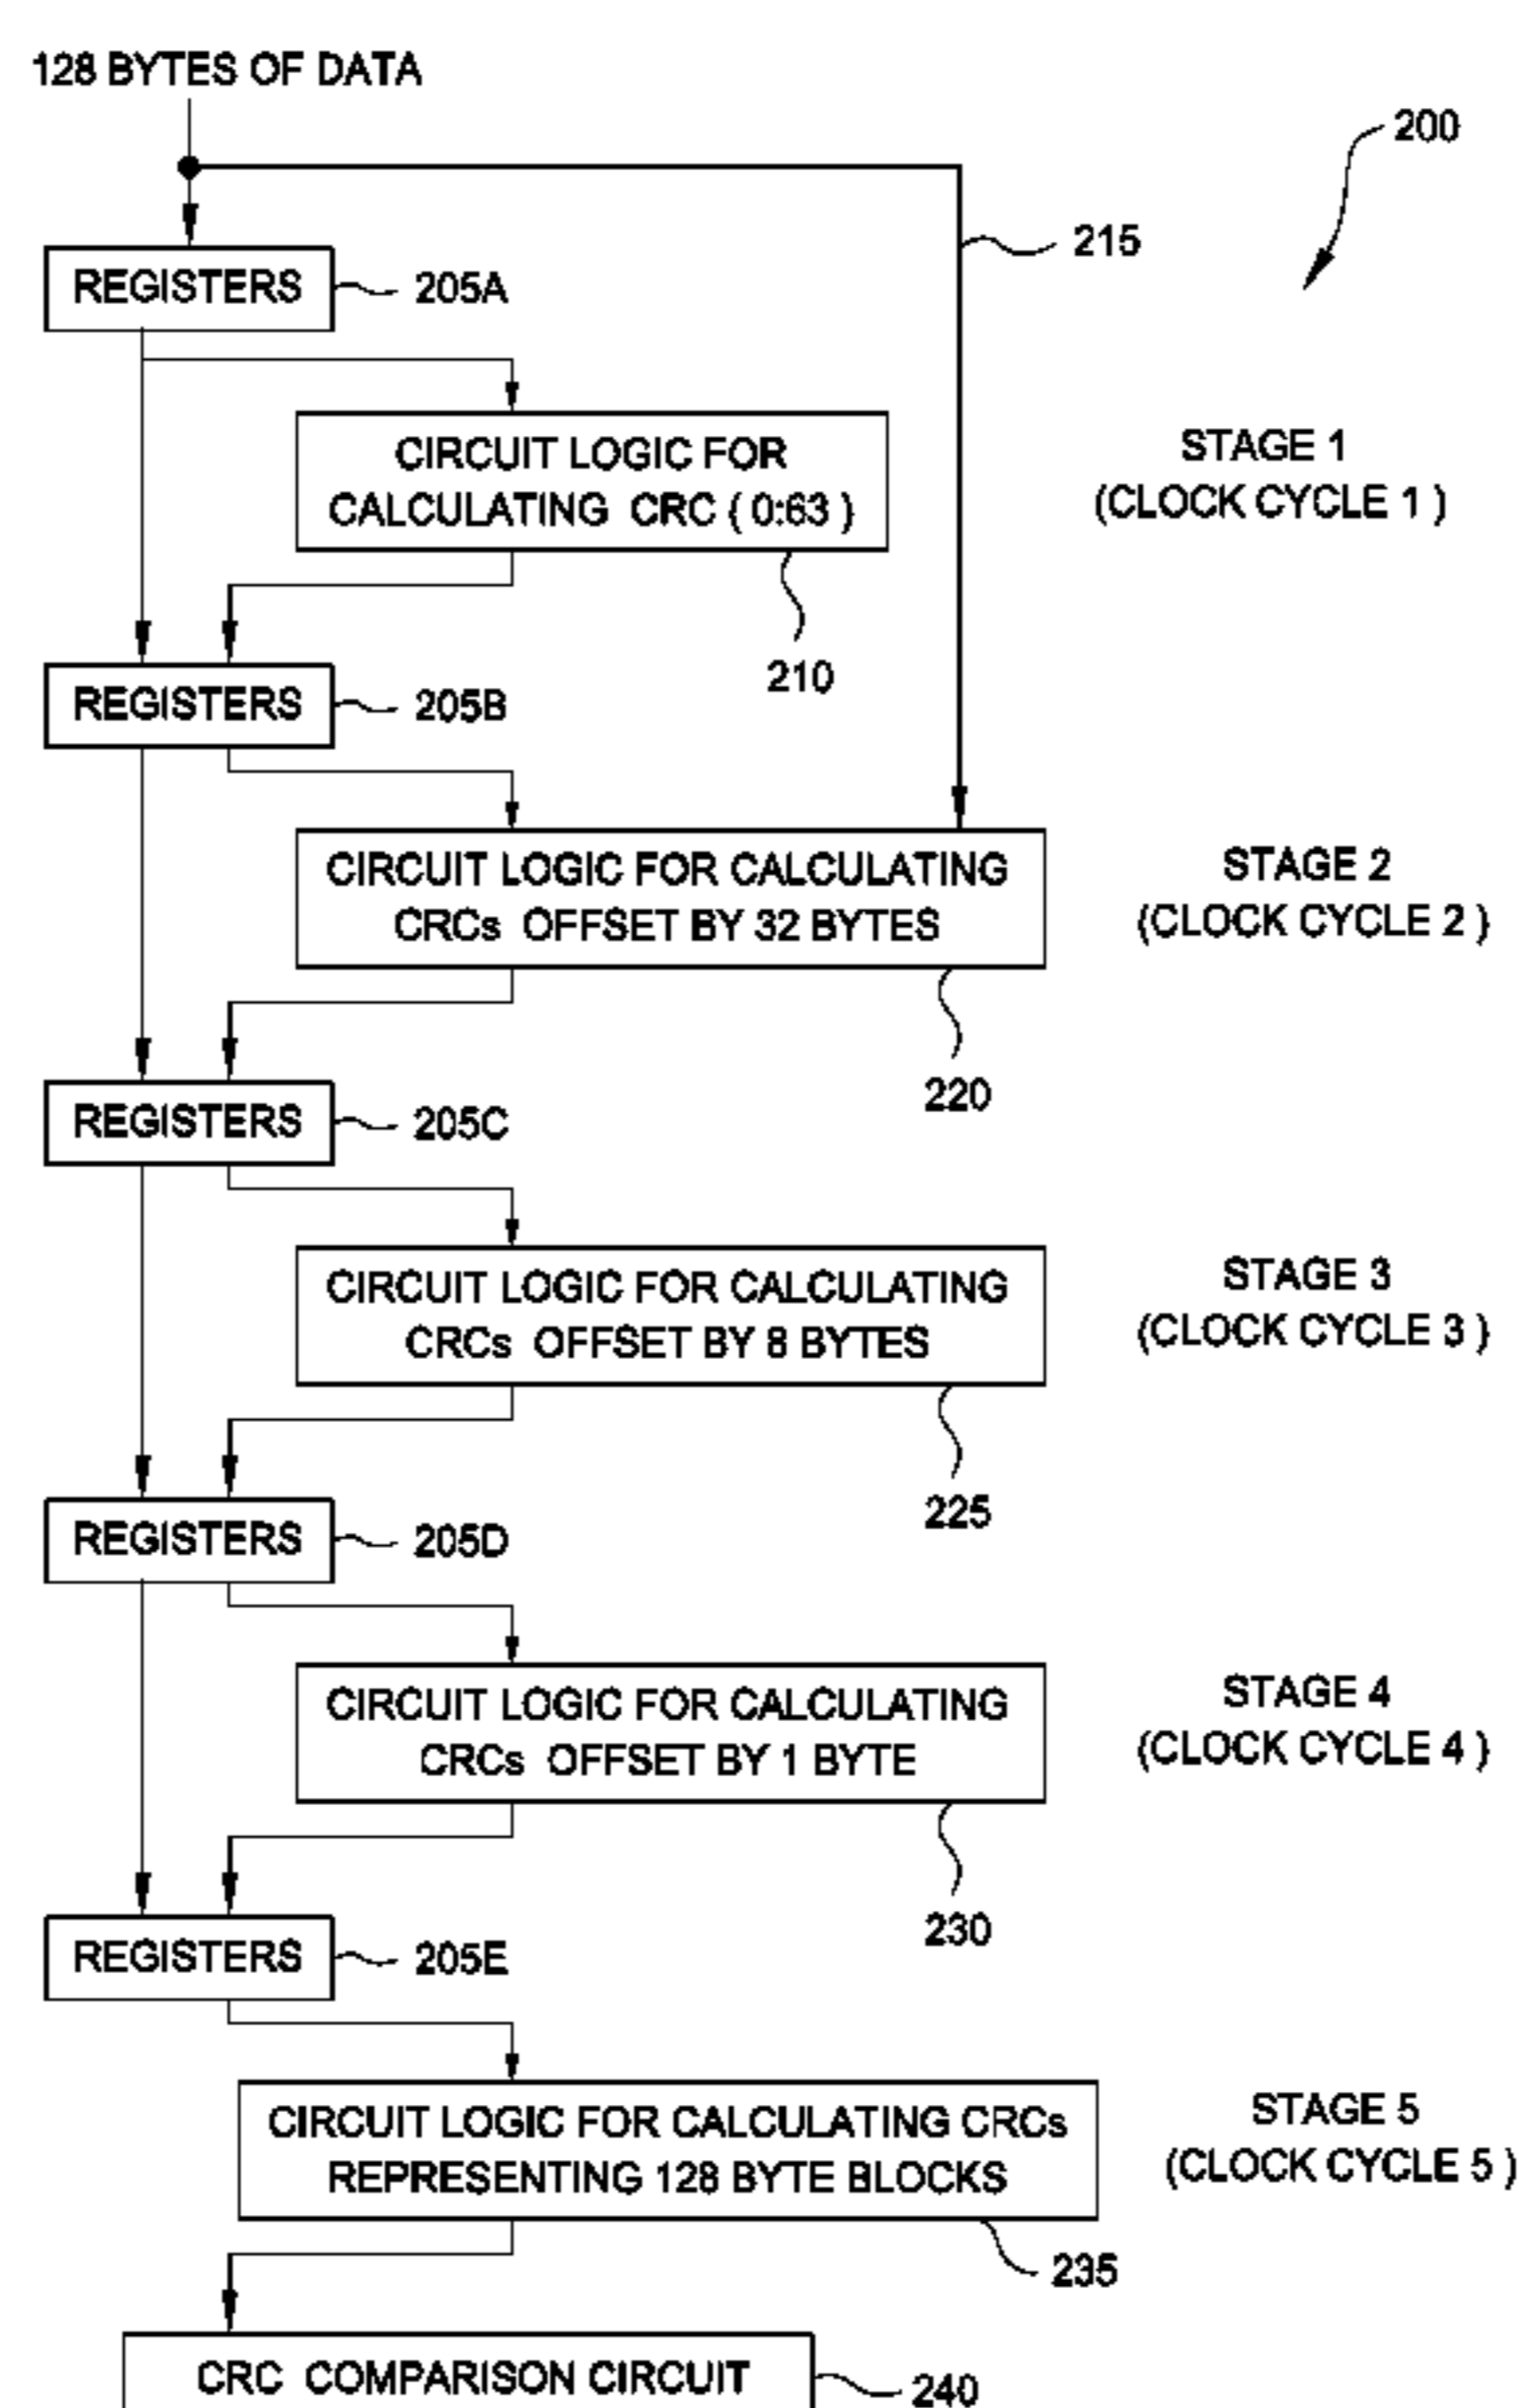 128 BYTES OF DATA
200
215
REGISTERS
205A
CIRCUIT LOGIC FOR
CALCULATING CRC ( 0:63 )
STAGE 1
(CLOCK CYCLE 1 )
210
REGISTERS
205B
CIRCUIT LOGIC FOR CALCULATING
CRCs OFFSET BY 32 BYTES
STAGE 2
(CLOCK CYCLE 2 )
220
REGISTERS
205C
CIRCUIT LOGIC FOR CALCULATING
CRCs OFFSET BY 8 BYTES
STAGE 3
(CLOCK CYCLE 3 )
225
REGISTERS
205D
CIRCUIT LOGIC FOR CALCULATING
CRCs OFFSET BY 1 BYTE
STAGE 4
(CLOCK CYCLE 4 )
230
REGISTERS
205E
CIRCUIT LOGIC FOR CALCULATING CRCs
REPRESENTING 128 BYTE BLOCKS
STAGE 5
(CLOCK CYCLE 5 )
235
CRC COMPARISON CIRCUIT
240